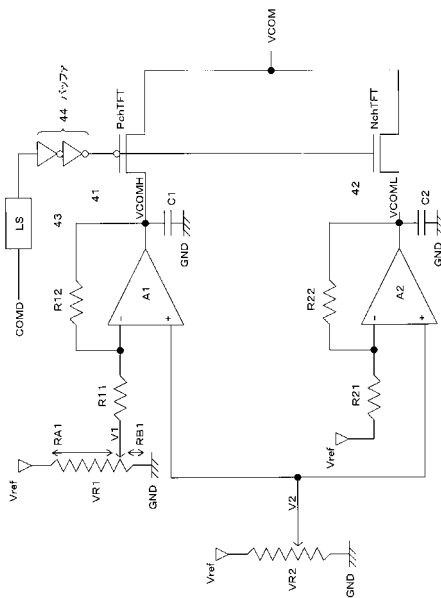 VCOM
44 バッファ
PchTFT
NchTFT
LS
43
41
42
COMD
VCOMH
VCOML
C1
C2
GND
GND
R12
R22
A1
A2
-
+
-
+
R11
R21
Vref
RA1
V1
RB1
Vref
VR1
GND
V2
Vref
VR2
GND